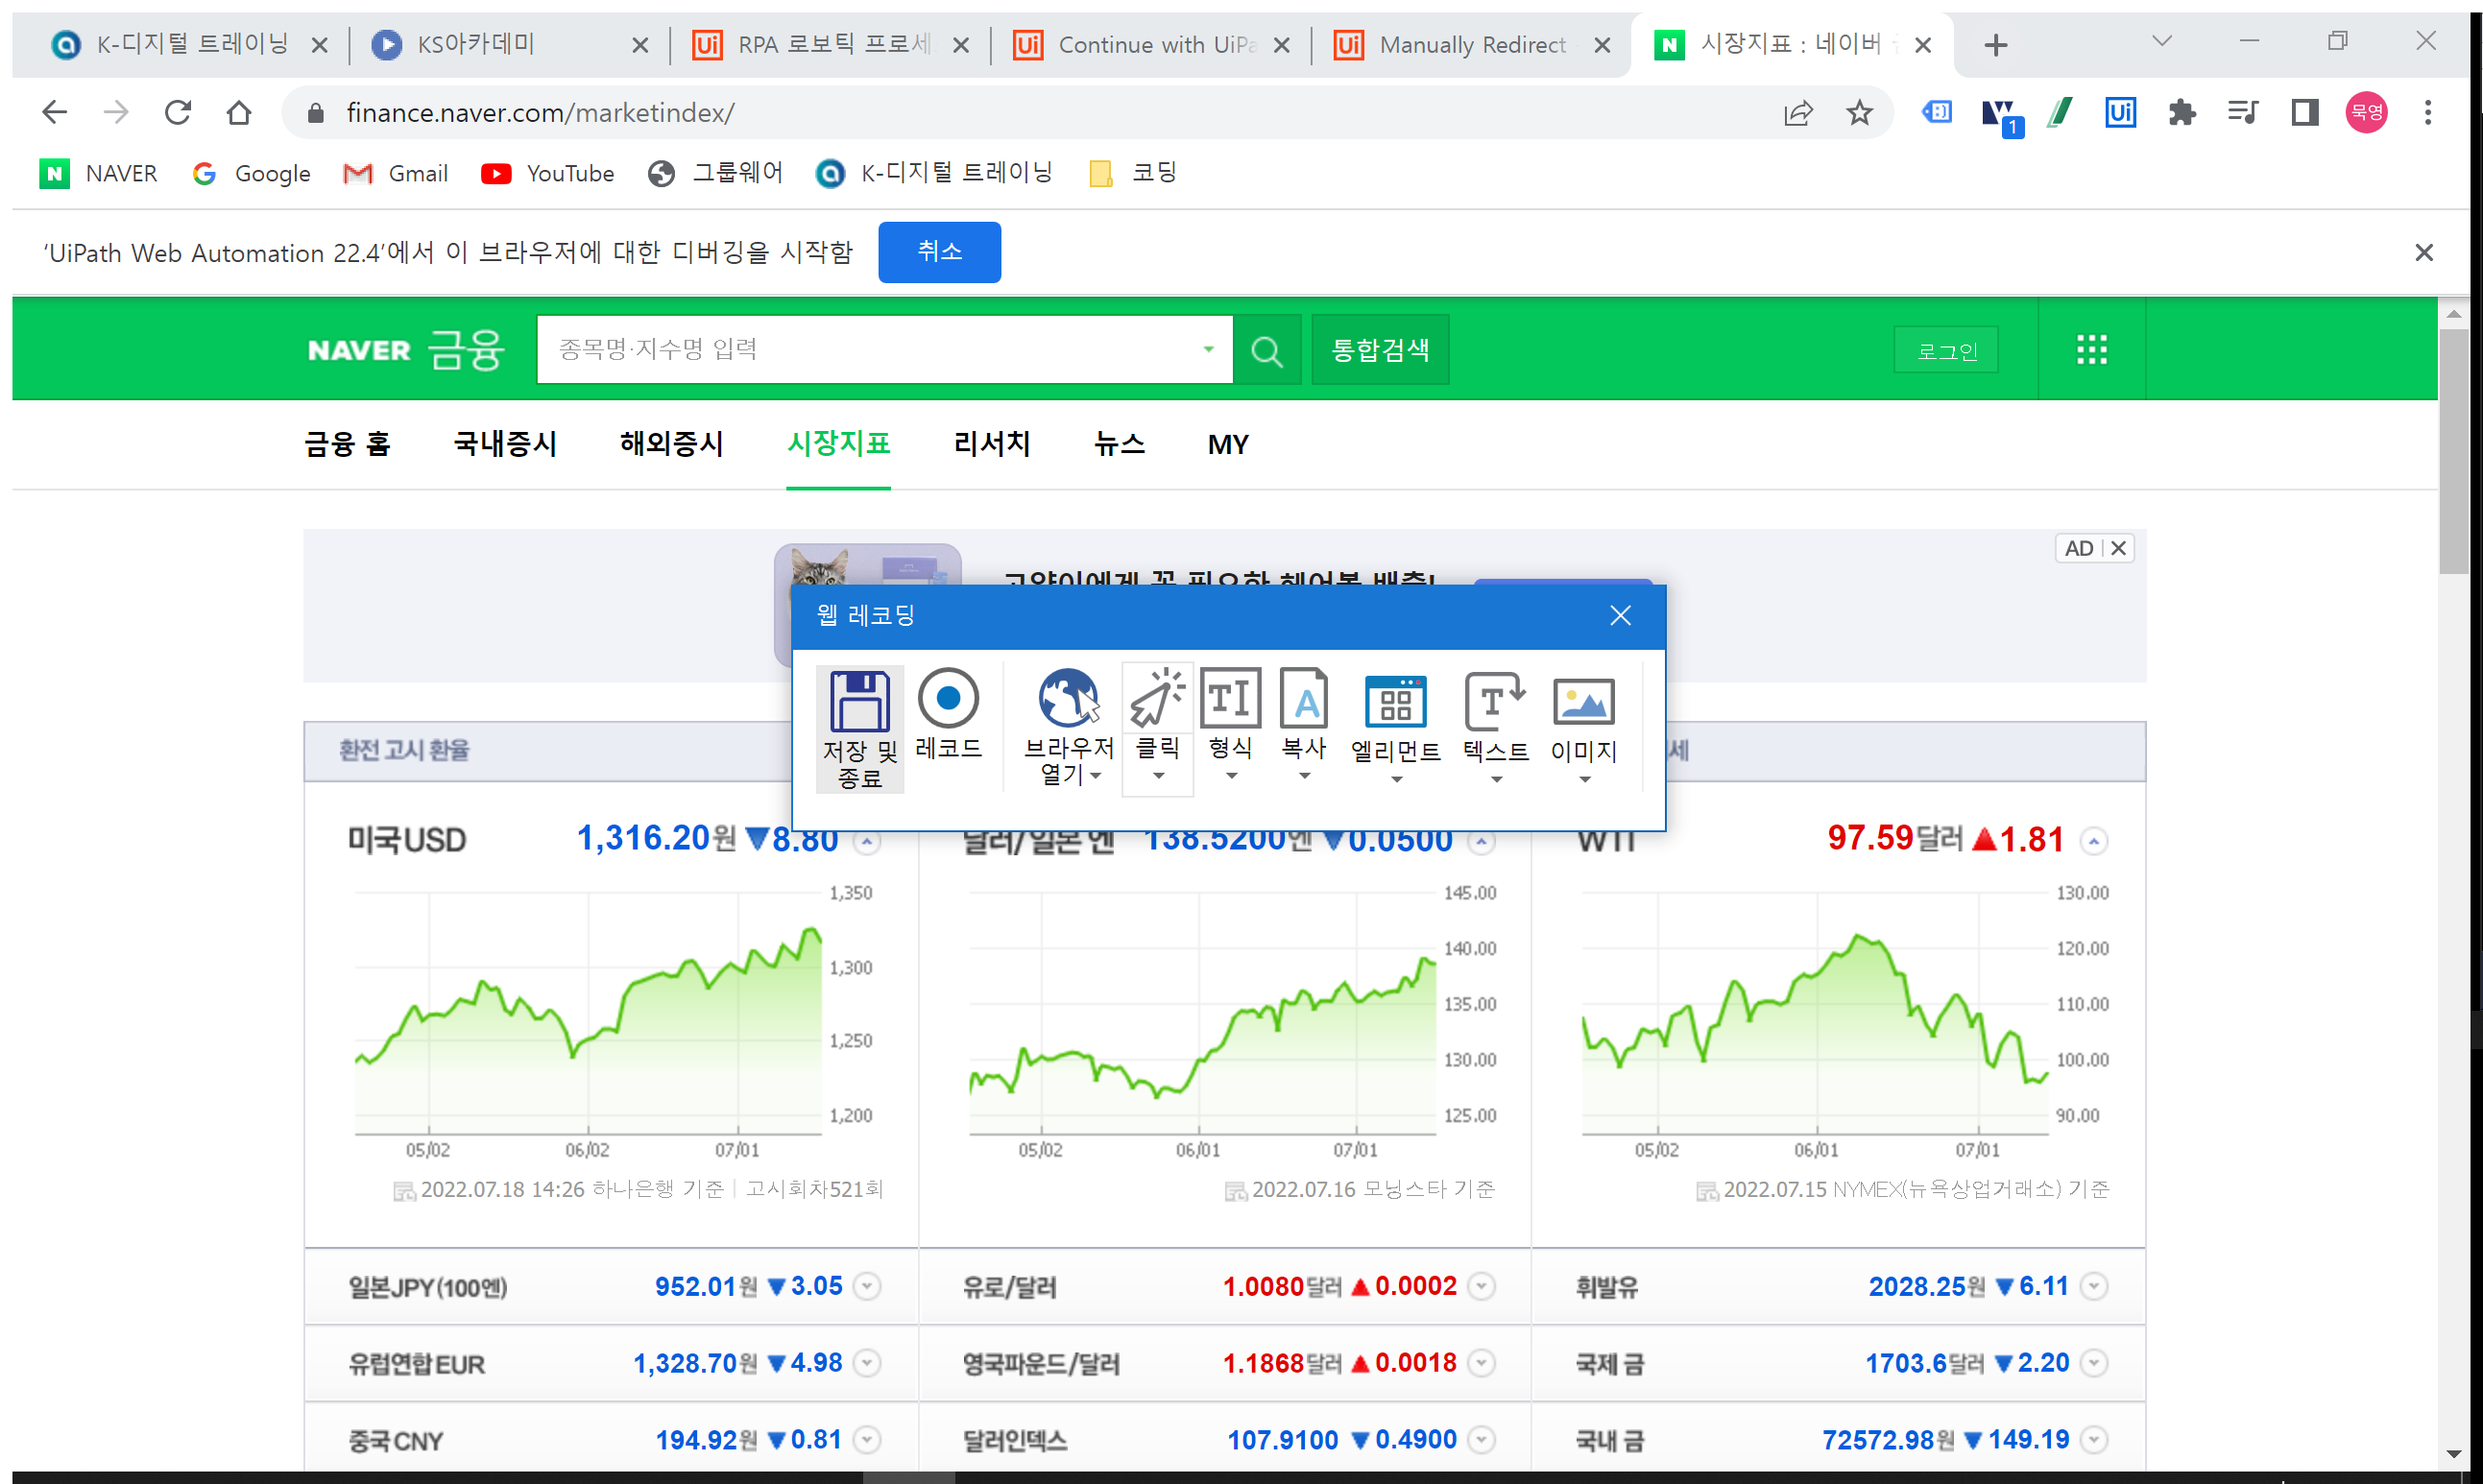 K-디지털 트레이닝
KS아카데미
RPA 로보틱 프로세
Continue with UiPa
Manually Redirect
시장지표 : 네이버
finance.naver.com/marketindex/
1
Ui
묵영
NAVER
Google
Gmail
YouTube
그룹웨어
K-디지털 트레이닝
코딩
'UiPath Web Automation 22.4'에서 이 브라우저에 대한 디버깅을 시작함
취소
NAVER 금융
종목명·지수명 입력
통합검색
로그인
금융 홈
국내증시
해외증시
시장지표
리서치
뉴스
MY
AD
고양이에게 꼭 필요한 헤어볼 배출!
웹 레코딩
저장 및
종료
레코드
브라우저
열기
클릭
형식
복사
엘리먼트
텍스트
이미지
환전 고시 환율
세
미국USD 1,316.20원 ▼8.80
1,350
1,300
1,250
1,200
05/02 06/02 07/01
2022.07.18 14:26 하나은행 기준 | 고시회차521회
달러/일본 엔 138.5200엔 ▼0.0500
145.00
140.00
135.00
130.00
125.00
05/02 06/01 07/01
2022.07.16 모닝스타 기준
WTI 97.59달러 ▲1.81
130.00
120.00
110.00
100.00
90.00
05/02 06/01 07/01
2022.07.15 NYMEX(뉴욕상업거래소) 기준
일본JPY(100엔) 952.01원 ▼3.05
유로/달러 1.0080달러 ▲0.0002
휘발유 2028.25원 ▼6.11
유럽연합EUR 1,328.70원 ▼4.98
영국파운드/달러 1.1868달러 ▲0.0018
국제 금 1703.6달러 ▼2.20
중국CNY 194.92원 ▼0.81
달러인덱스 107.9100 ▼0.4900
국내 금 72572.98원 ▼149.19